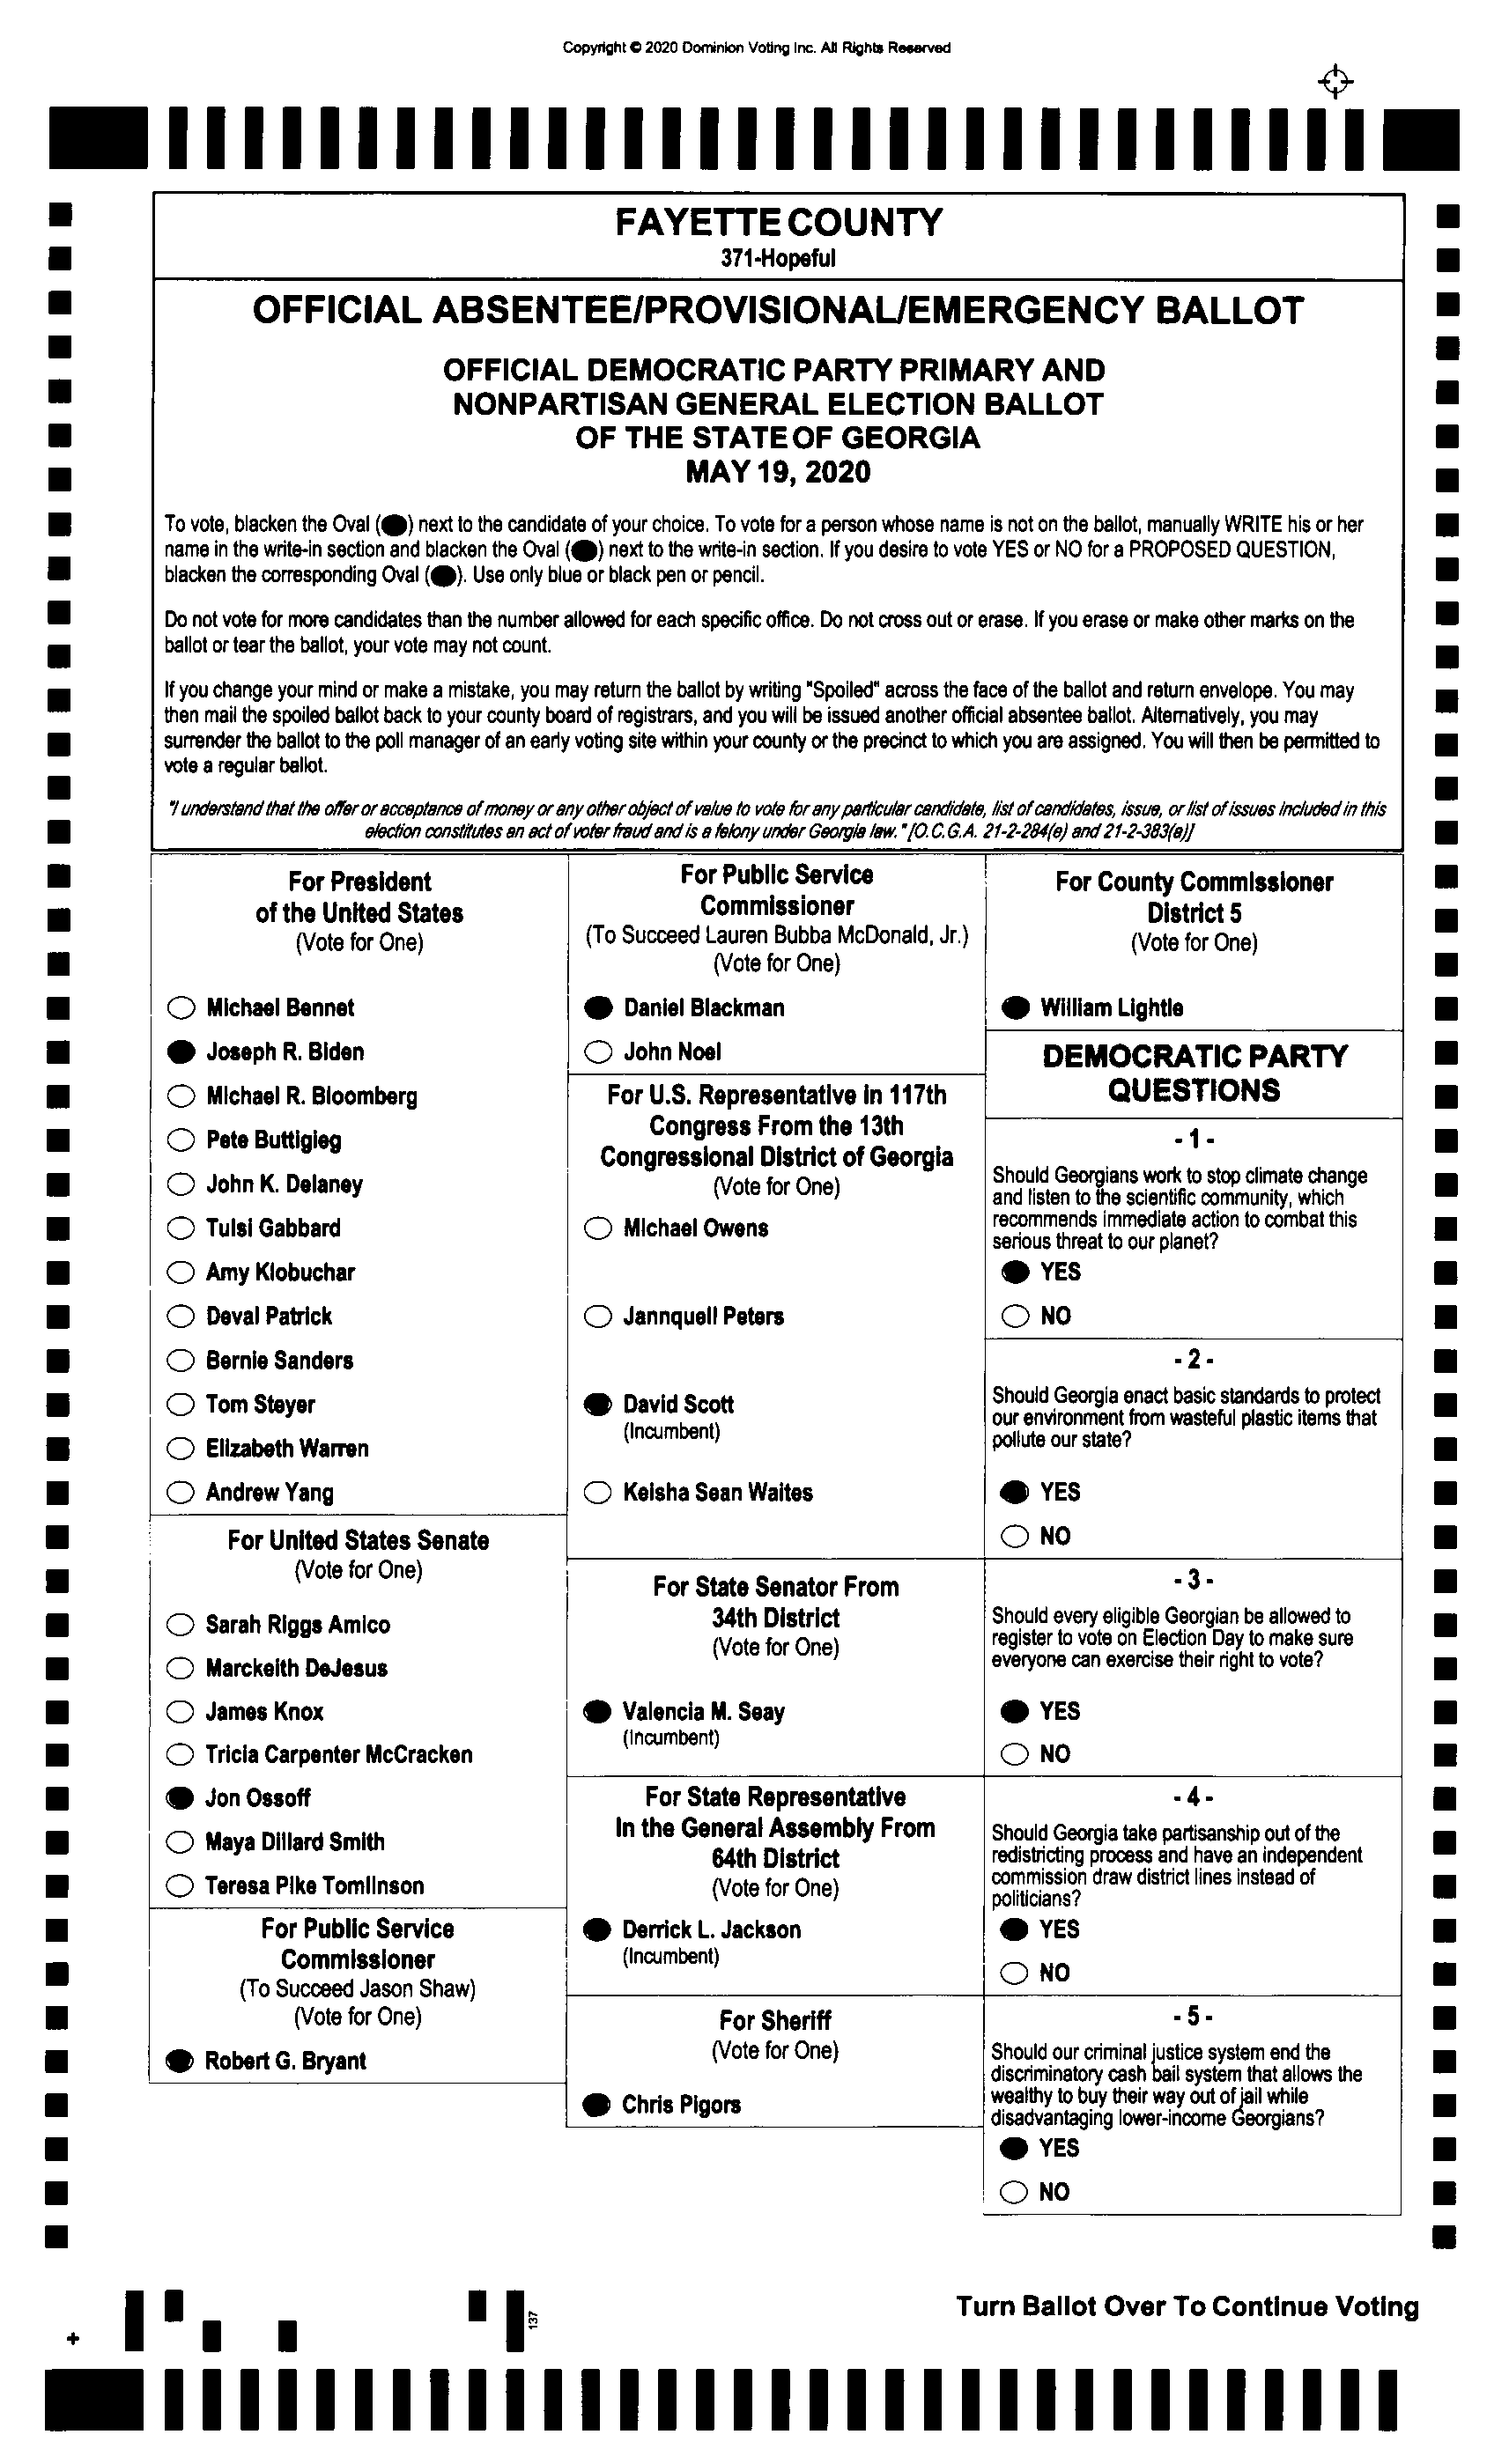 Copyright © 2020 Dominion Voting Inc. All Rights Reserved
FAYETTE COUNTY
371-Hopeful
OFFICIAL ABSENTEE/PROVISIONAL/EMERGENCY BALLOT
OFFICIAL DEMOCRATIC PARTY PRIMARY AND
NONPARTISAN GENERAL ELECTION BALLOT
OF THE STATE OF GEORGIA
MAY 19, 2020
To vote, blacken the Oval (●) next to the candidate of your choice. To vote for a person whose name is not on the ballot, manually WRITE his or her
name in the write-in section and blacken the Oval (●) next to the write-in section. If you desire to vote YES or NO for a PROPOSED QUESTION,
blacken the corresponding Oval (●). Use only blue or black pen or pencil.
Do not vote for more candidates than the number allowed for each specific office. Do not cross out or erase. If you erase or make other marks on the
ballot or tear the ballot, your vote may not count.
If you change your mind or make a mistake, you may return the ballot by writing "Spoiled" across the face of the ballot and return envelope. You may
then mail the spoiled ballot back to your county board of registrars, and you will be issued another official absentee ballot. Alternatively, you may
surrender the ballot to the poll manager of an early voting site within your county or the precinct to which you are assigned. You will then be permitted to
vote a regular ballot.
"I understand that the offer or acceptance of money or any other object of value to vote for any particular candidate, list of candidates, issue, or list of issues included in this
election constitutes an act of voter fraud and is a felony under Georgia law." [O.C.G.A. 21-2-284(e) and 21-2-383(a)]
For President
of the United States
(Vote for One)
Michael Bennet
Joseph R. Biden
Michael R. Bloomberg
Pete Buttigieg
John K. Delaney
Tulsi Gabbard
Amy Klobuchar
Deval Patrick
Bernie Sanders
Tom Steyer
Elizabeth Warren
Andrew Yang
For United States Senate
(Vote for One)
Sarah Riggs Amico
Marckeith DeJesus
James Knox
Tricia Carpenter McCracken
Jon Ossoff
Maya Dillard Smith
Teresa Pike Tomlinson
For Public Service
Commissioner
(To Succeed Jason Shaw)
(Vote for One)
Robert G. Bryant
For Public Service
Commissioner
(To Succeed Lauren Bubba McDonald, Jr.)
(Vote for One)
Daniel Blackman
John Noel
For U.S. Representative in 117th
Congress From the 13th
Congressional District of Georgia
(Vote for One)
Michael Owens
Jannquell Peters
David Scott
(Incumbent)
Keisha Sean Waites
For State Senator From
34th District
(Vote for One)
Valencia M. Seay
(Incumbent)
For State Representative
In the General Assembly From
64th District
(Vote for One)
Derrick L. Jackson
(Incumbent)
For Sheriff
(Vote for One)
Chris Pigors
For County Commissioner
District 5
(Vote for One)
William Lightle
DEMOCRATIC PARTY
QUESTIONS
- 1 -
Should Georgians work to stop climate change
and listen to the scientific community, which
recommends immediate action to combat this
serious threat to our planet?
YES
NO
- 2 -
Should Georgia enact basic standards to protect
our environment from wasteful plastic items that
pollute our state?
YES
NO
- 3 -
Should every eligible Georgian be allowed to
register to vote on Election Day to make sure
everyone can exercise their right to vote?
YES
NO
- 4 -
Should Georgia take partisanship out of the
redistricting process and have an independent
commission draw district lines instead of
politicians?
YES
NO
- 5 -
Should our criminal justice system end the
discriminatory cash bail system that allows the
wealthy to buy their way out of jail while
disadvantaging lower-income Georgians?
YES
NO
137
Turn Ballot Over To Continue Voting